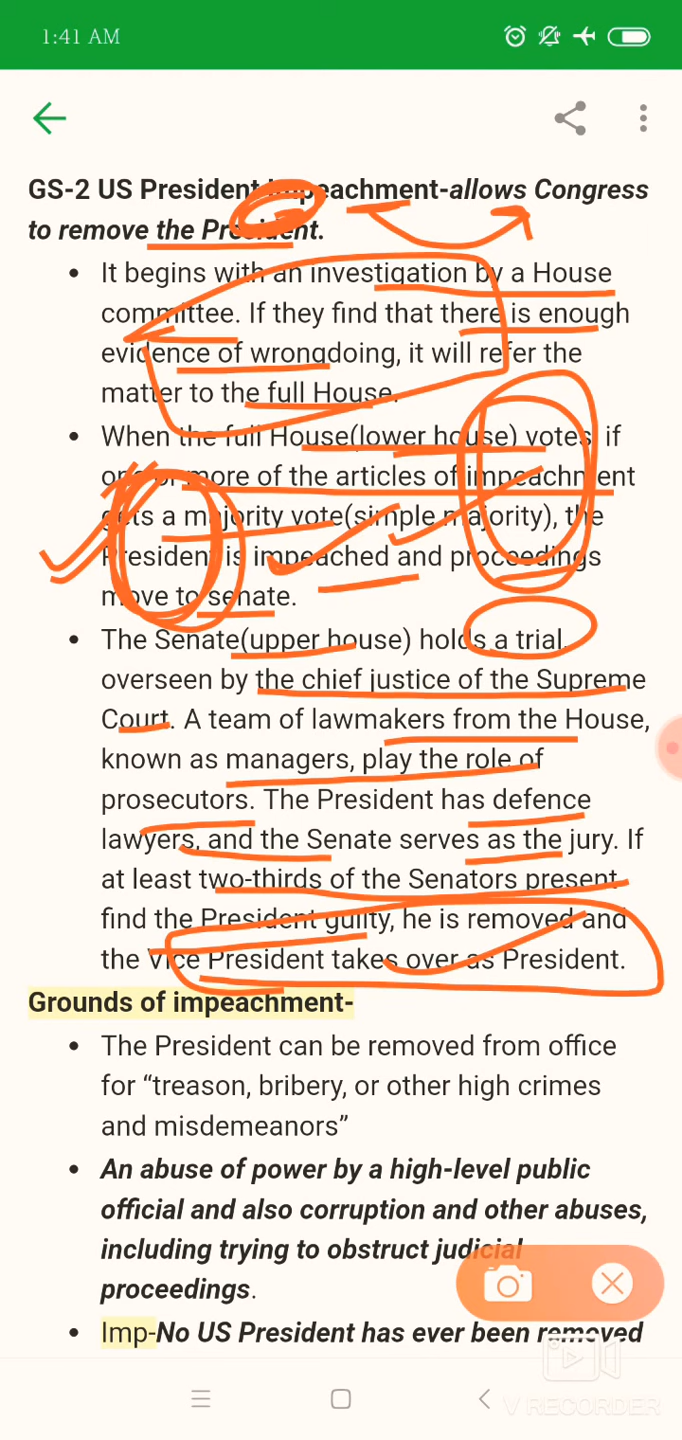 1:41 AM
GS-2 US President Impeachment-allows Congress
to remove the President.
It begins with an investigation by a House
committee. If they find that there is enough
evidence of wrongdoing, it will refer the
matter to the full House.
When the full House(lower house) votes, if
one or more of the articles of impeachment
gets a majority vote(simple majority), the
President is impeached and proceedings
move to senate.
The Senate(upper house) holds a trial,
overseen by the chief justice of the Supreme
Court. A team of lawmakers from the House,
known as managers, play the role of
prosecutors. The President has defence
lawyers, and the Senate serves as the jury. If
at least two-thirds of the Senators present
find the President guilty, he is removed and
the Vice President takes over as President.
Grounds of impeachment-
The President can be removed from office
for “treason, bribery, or other high crimes
and misdemeanors”
An abuse of power by a high-level public
official and also corruption and other abuses,
including trying to obstruct judicial
proceedings.
Imp-No US President has ever been removed
V RECORDER